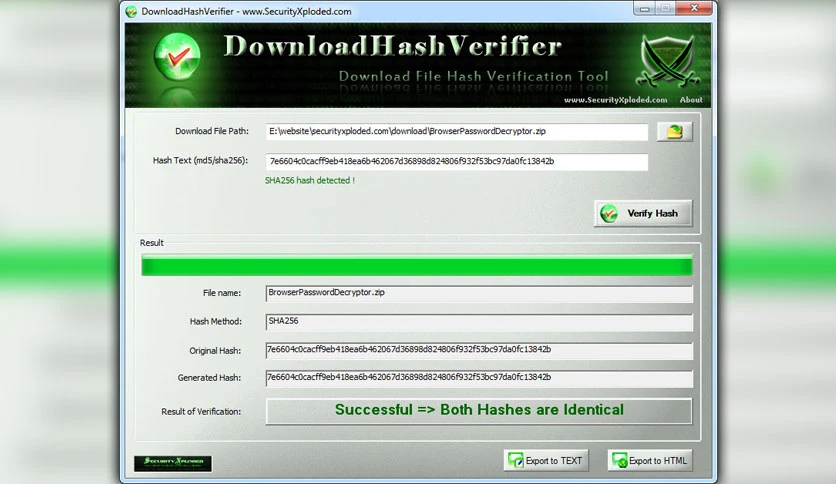 DownloadHashVerifier - www.SecurityXploded.com
DownloadHashVerifier
Download File Hash Verification Tool
www.SecurityXploded.com About
Download File Path: E:\website\securityxploded.com\download\BrowserPasswordDecryptor.zip
Hash Text (md5/sha256): 7e6604c0cacff9eb418ea6b462067d36898d824806f932f53bc97da0fc13842b
SHA256 hash detected !
Verify Hash
Result
File name: BrowserPasswordDecryptor.zip
Hash Method: SHA256
Original Hash: 7e6604c0cacff9eb418ea6b462067d36898d824806f932f53bc97da0fc13842b
Generated Hash: 7e6604c0cacff9eb418ea6b462067d36898d824806f932f53bc97da0fc13842b
Result of Verification: Successful => Both Hashes are Identical
SecurityXploded
Export to TEXT
Export to HTML